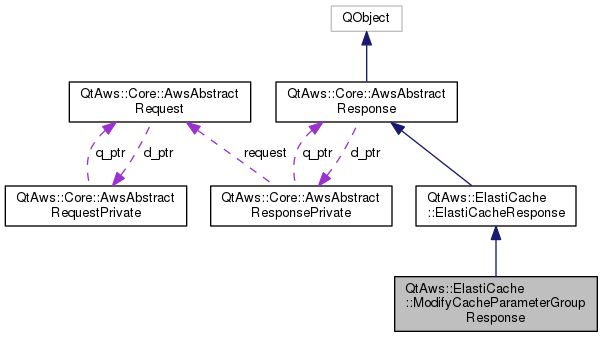 QObject
QtAws::Core::AwsAbstract
Request
QtAws::Core::AwsAbstract
Response
q_ptr
d_ptr
request
q_ptr
d_ptr
QtAws::Core::AwsAbstract
RequestPrivate
QtAws::Core::AwsAbstract
ResponsePrivate
QtAws::ElastiCache
::ElastiCacheResponse
QtAws::ElastiCache
::ModifyCacheParameterGroup
Response